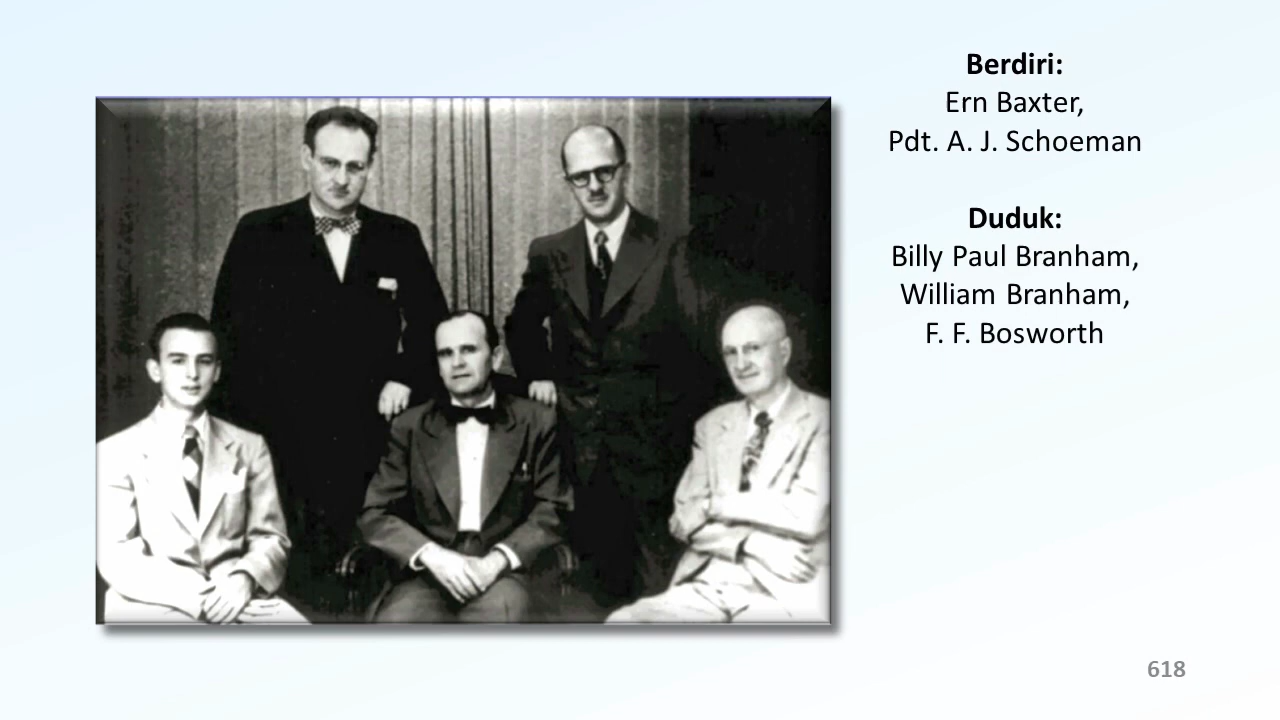 Berdiri:
Ern Baxter,
Pdt. A. J. Schoeman
Duduk:
Billy Paul Branham,
William Branham,
F. F. Bosworth
618